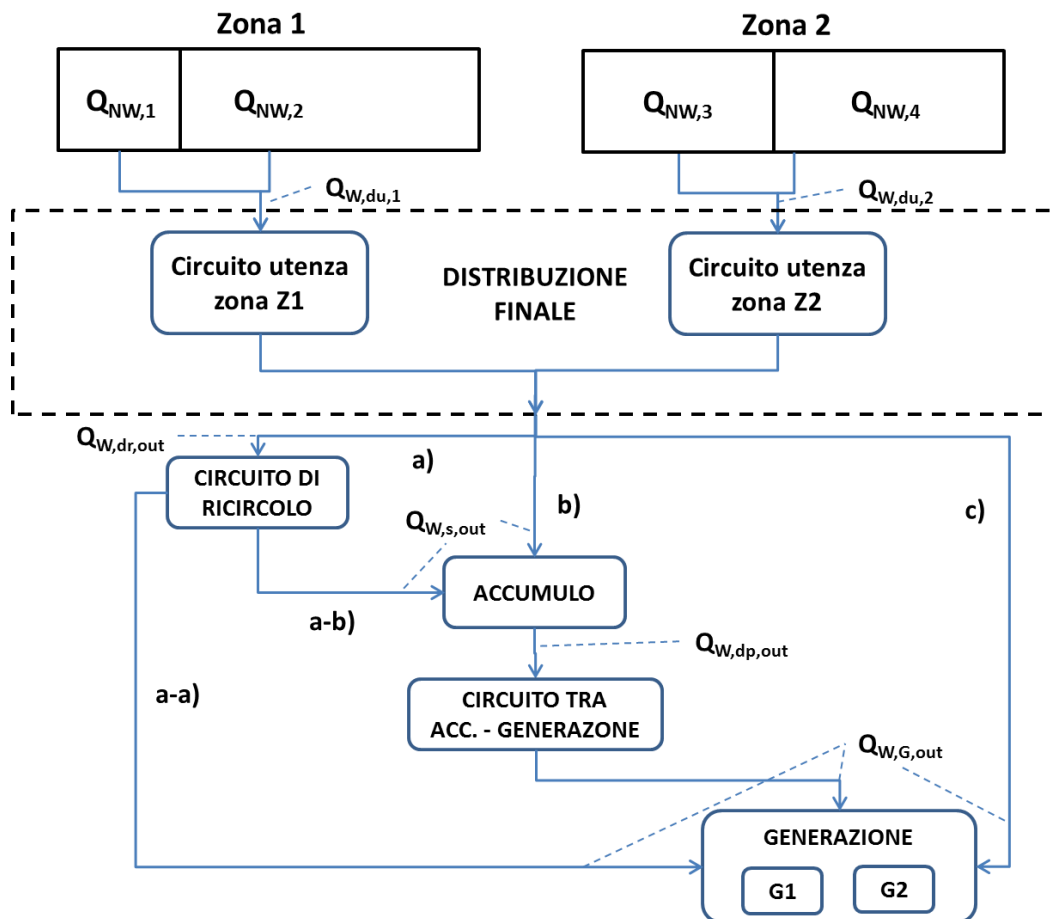 Zona 1
Zona 2
QNW,1
QNW,2
QNW,3
QNW,4
QW,du,1
QW,du,2
Circuito utenza
zona Z1
DISTRIBUZIONE
FINALE
Circuito utenza
zona Z2
QW,dr,out
a)
CIRCUITO DI
RICIRCOLO
b)
c)
QW,s,out
ACCUMULO
a-b)
QW,dp,out
a-a)
CIRCUITO TRA
ACC. - GENERAZONE
QW,G,out
GENERAZIONE
G1
G2